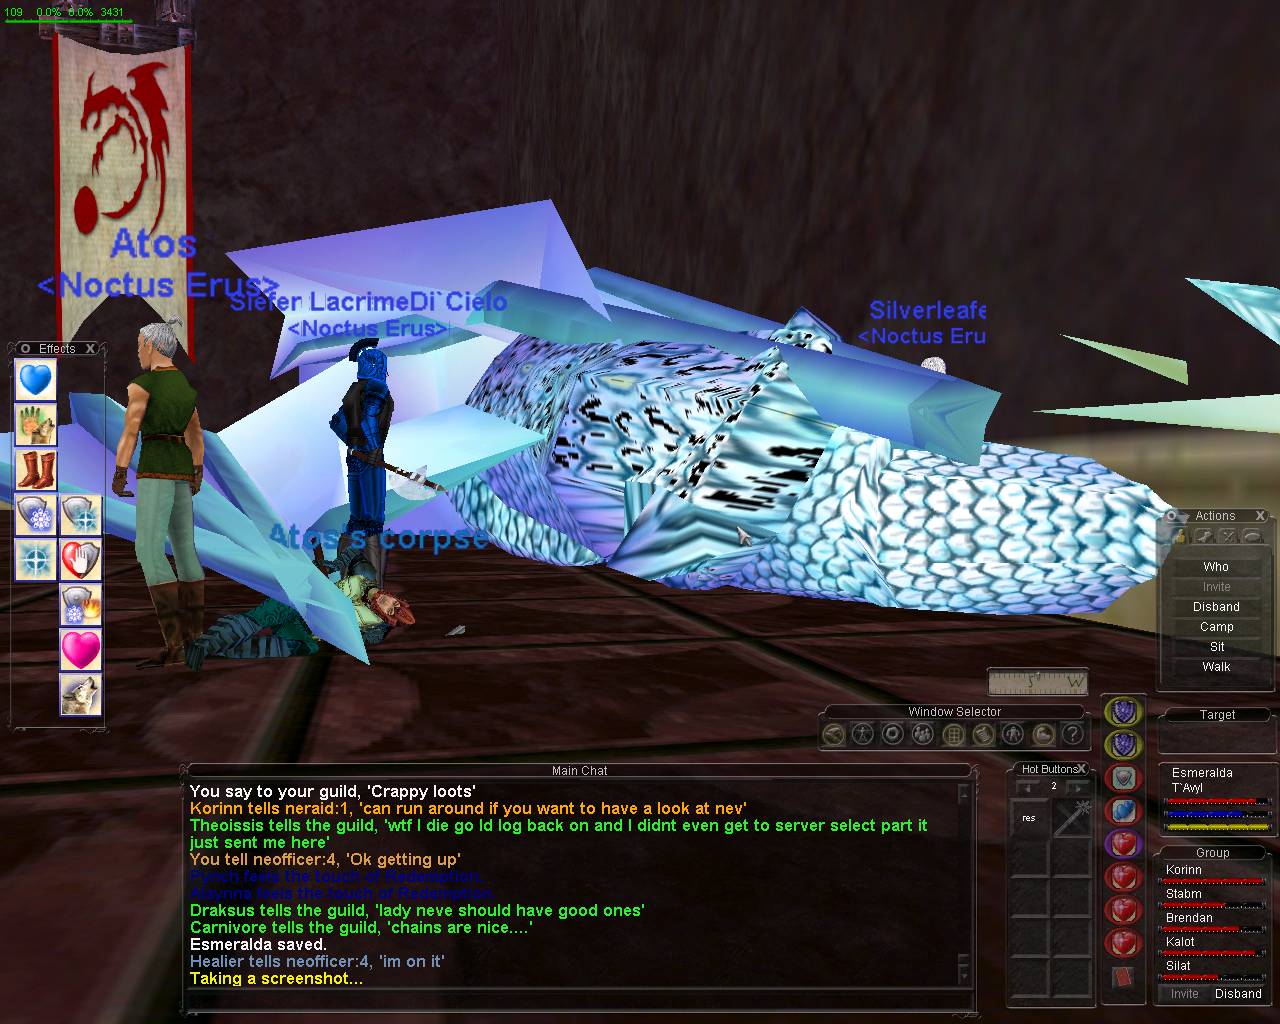 109 0.0% 0.0% 3431
Atos
<Noctus Erus>
Siefer LacrimeDi`Cielo
<Noctus Erus>
Silverleafe
<Noctus Eru
Effects X
Atos's corpse
Actions X
Who
Invite
Disband
Camp
Sit
Walk
S W
Window Selector
?
Target
Main Chat
You say to your guild, 'Crappy loots'
Korinn tells neraid:1, 'can run around if you want to have a look at nev'
Theoissis tells the guild, 'wtf I die go ld log back on and I didnt even get to server select part it
just sent me here'
You tell neofficer:4, 'Ok getting up'
Pynch feels the touch of Redemption.
Alaynna feels the touch of Redemption.
Draksus tells the guild, 'lady neve should have good ones'
Carnivore tells the guild, 'chains are nice....'
Esmeralda saved.
Healier tells neofficer:4, 'im on it'
Taking a screenshot...
Hot Buttons X
2
res
Esmeralda
T`Awyl
Group
Korinn
Stabm
Brendan
Kalot
Silat
Invite Disband